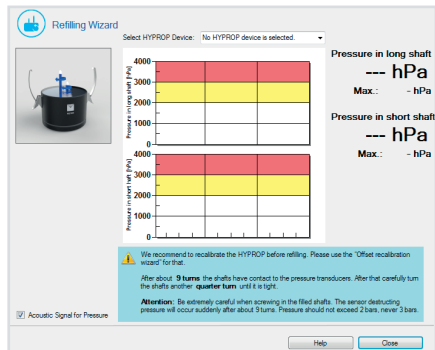 Refilling Wizard
Select HYPROP Device: No HYPROP device is selected.
Pressure in long shaft [hPa]
4000
3000
2000
1000
0
Pressure in long shaft
--- hPa
Max.: - hPa
Pressure in short shaft
--- hPa
Max.: - hPa
Pressure in short shaft [hPa]
4000
3000
2000
1000
0
We recommend to recalibrate the HYPROP before refilling. Please use the "Offset recalibration
wizard" for that.
After about 9 turns the shafts have contact to the pressure transducers. After that carefully turn
the shafts another quarter turn until it is tight.
Attention: Be extremely careful when screwing in the filled shafts. The sensor destructing
pressure will occur suddenly after about 9 turns. Pressure should not exceed 2 bars, never 3 bars.
Acoustic Signal for Pressure
Help
Close